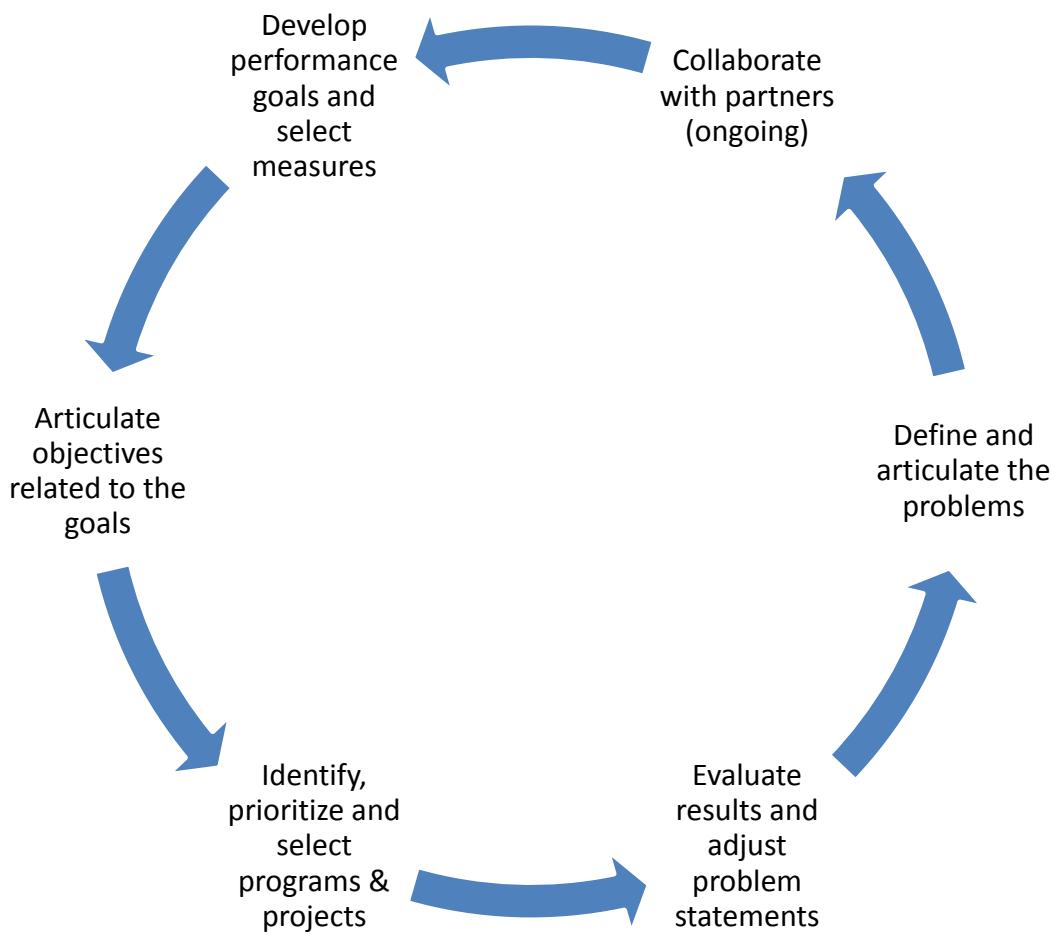 Develop
performance
goals and
select
measures
Collaborate
with partners
(ongoing)
Articulate
objectives
related to the
goals
Define and
articulate the
problems
Identify,
prioritize and
select
programs &
projects
Evaluate
results and
adjust
problem
statements